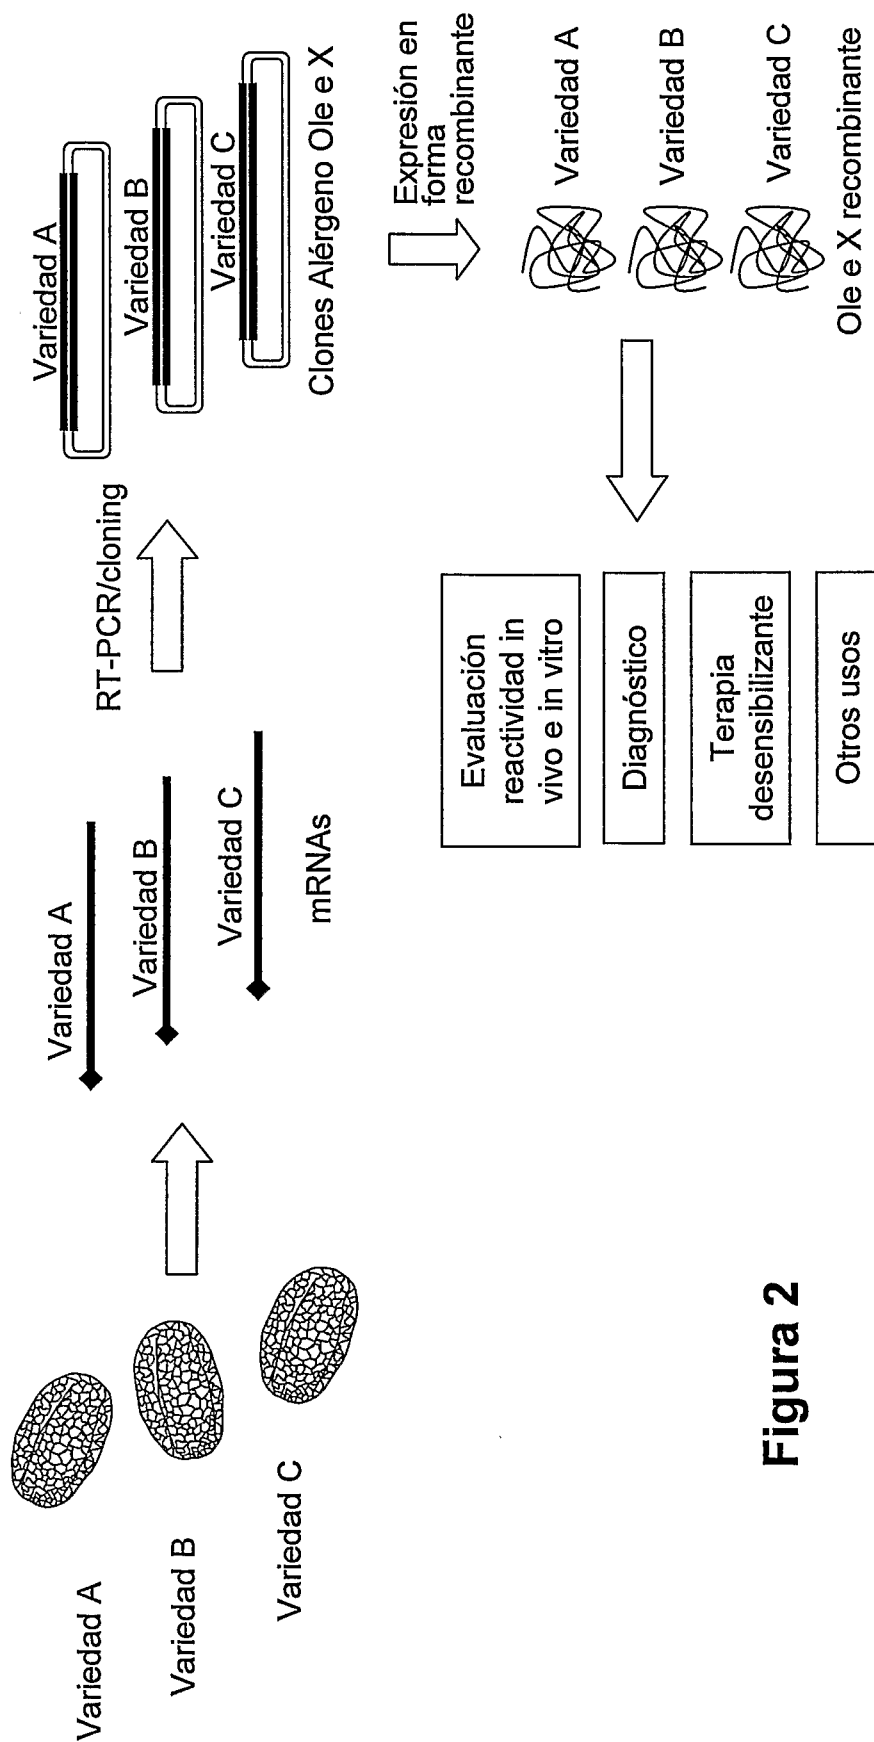 Variedad A
Variedad B
Variedad C
Variedad A
Variedad B
Variedad C
mRNAs
RT-PCR/cloning
Variedad A
Variedad B
Variedad C
Clones Alérgeno Ole e X
Expresión en
forma
recombinante
Variedad A
Variedad B
Variedad C
Ole e X recombinante
Evaluación
reactividad in
vivo e in vitro
Diagnóstico
Terapia
desensibilizante
Otros usos
Figura 2